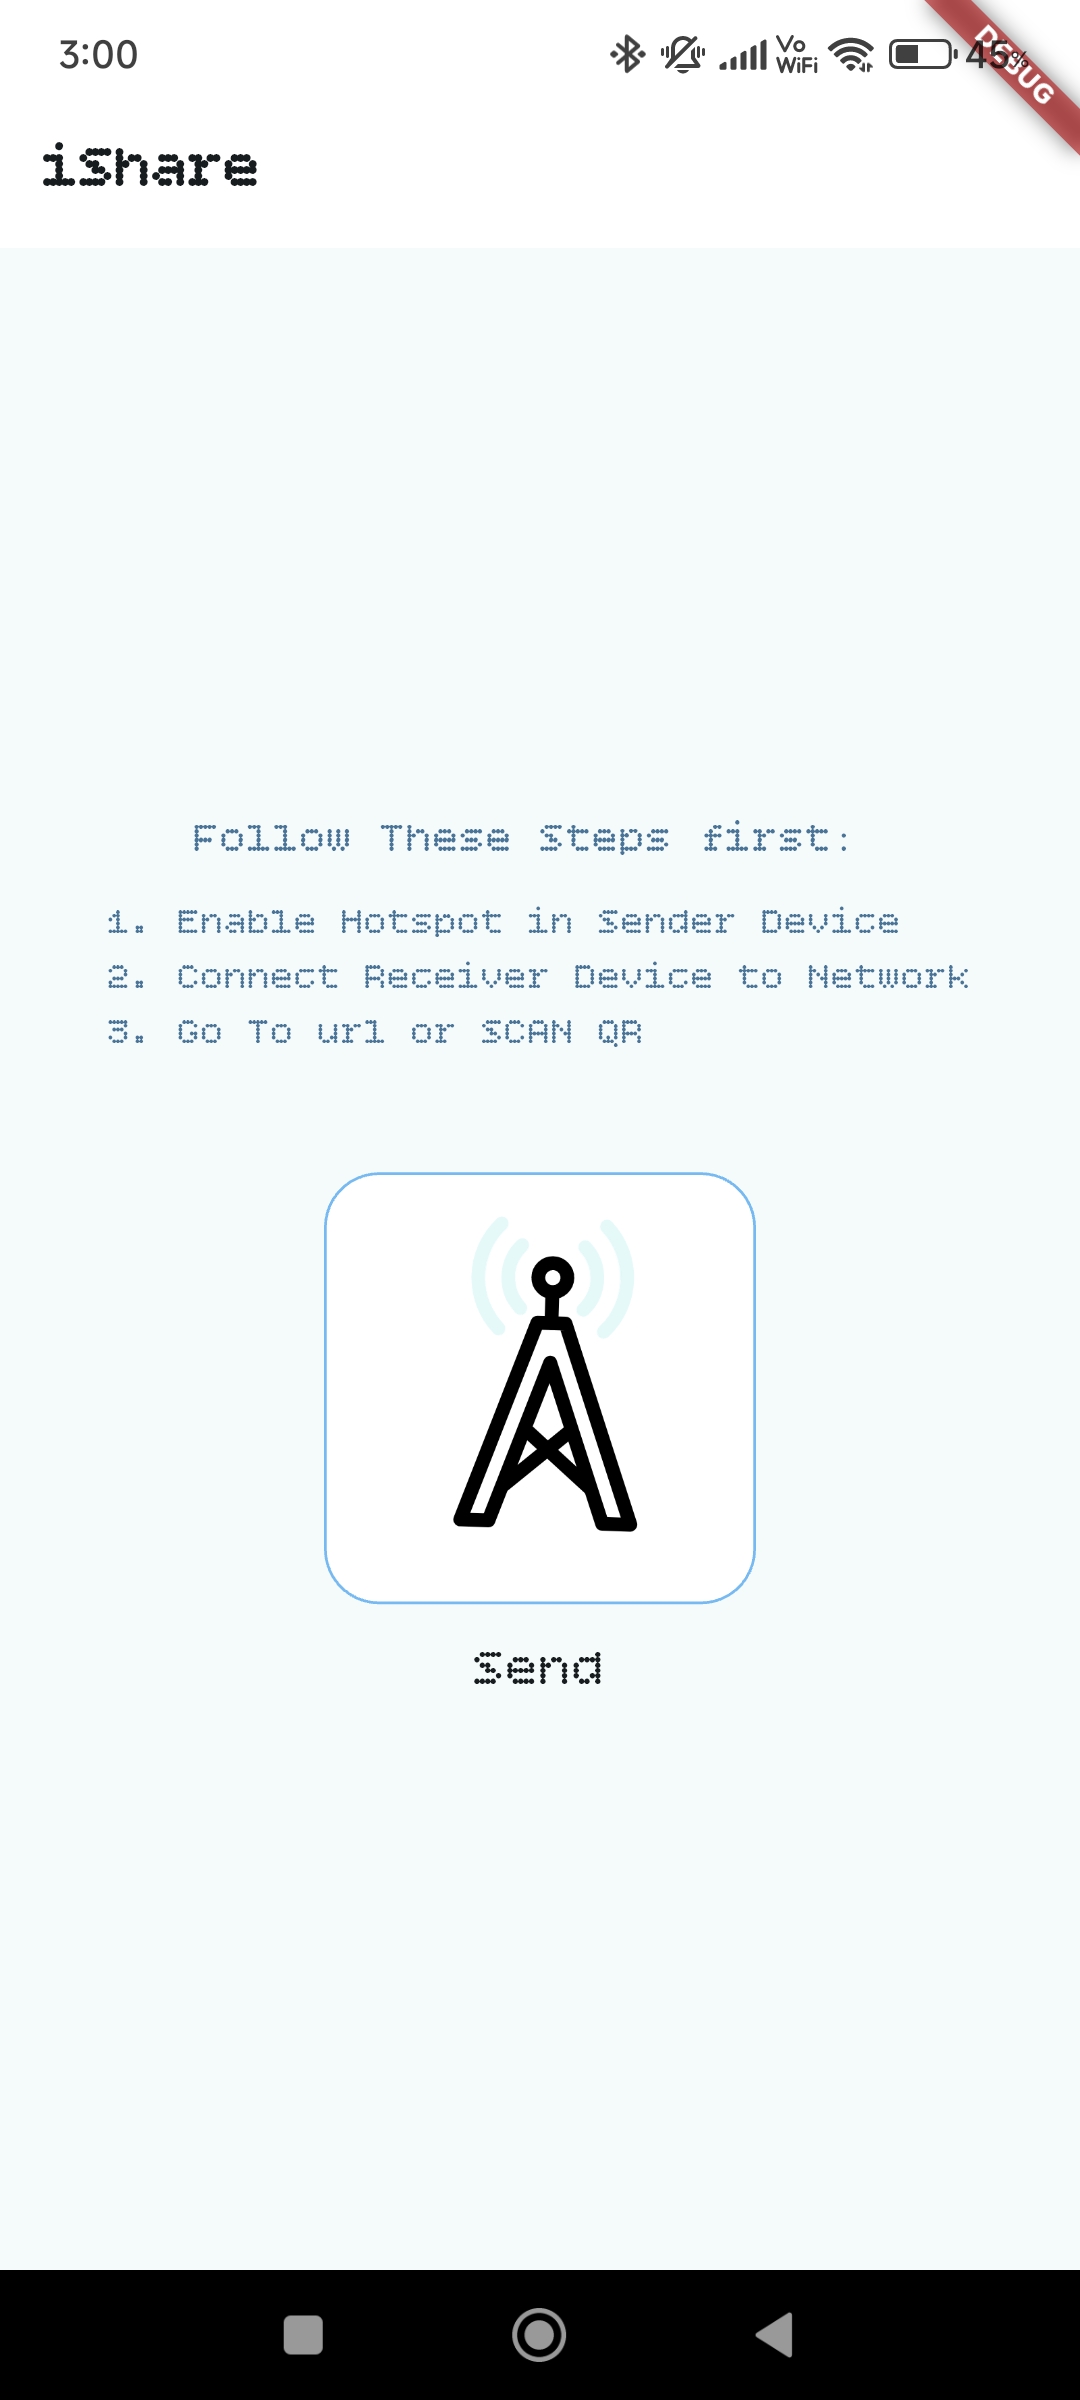 3:00
Vo
WiFi
45%
DEBUG
iShare
Follow These Steps first:
1. Enable Hotspot in Sender Device
2. Connect Receiver Device to Network
3. Go To url or SCAN QR
Send